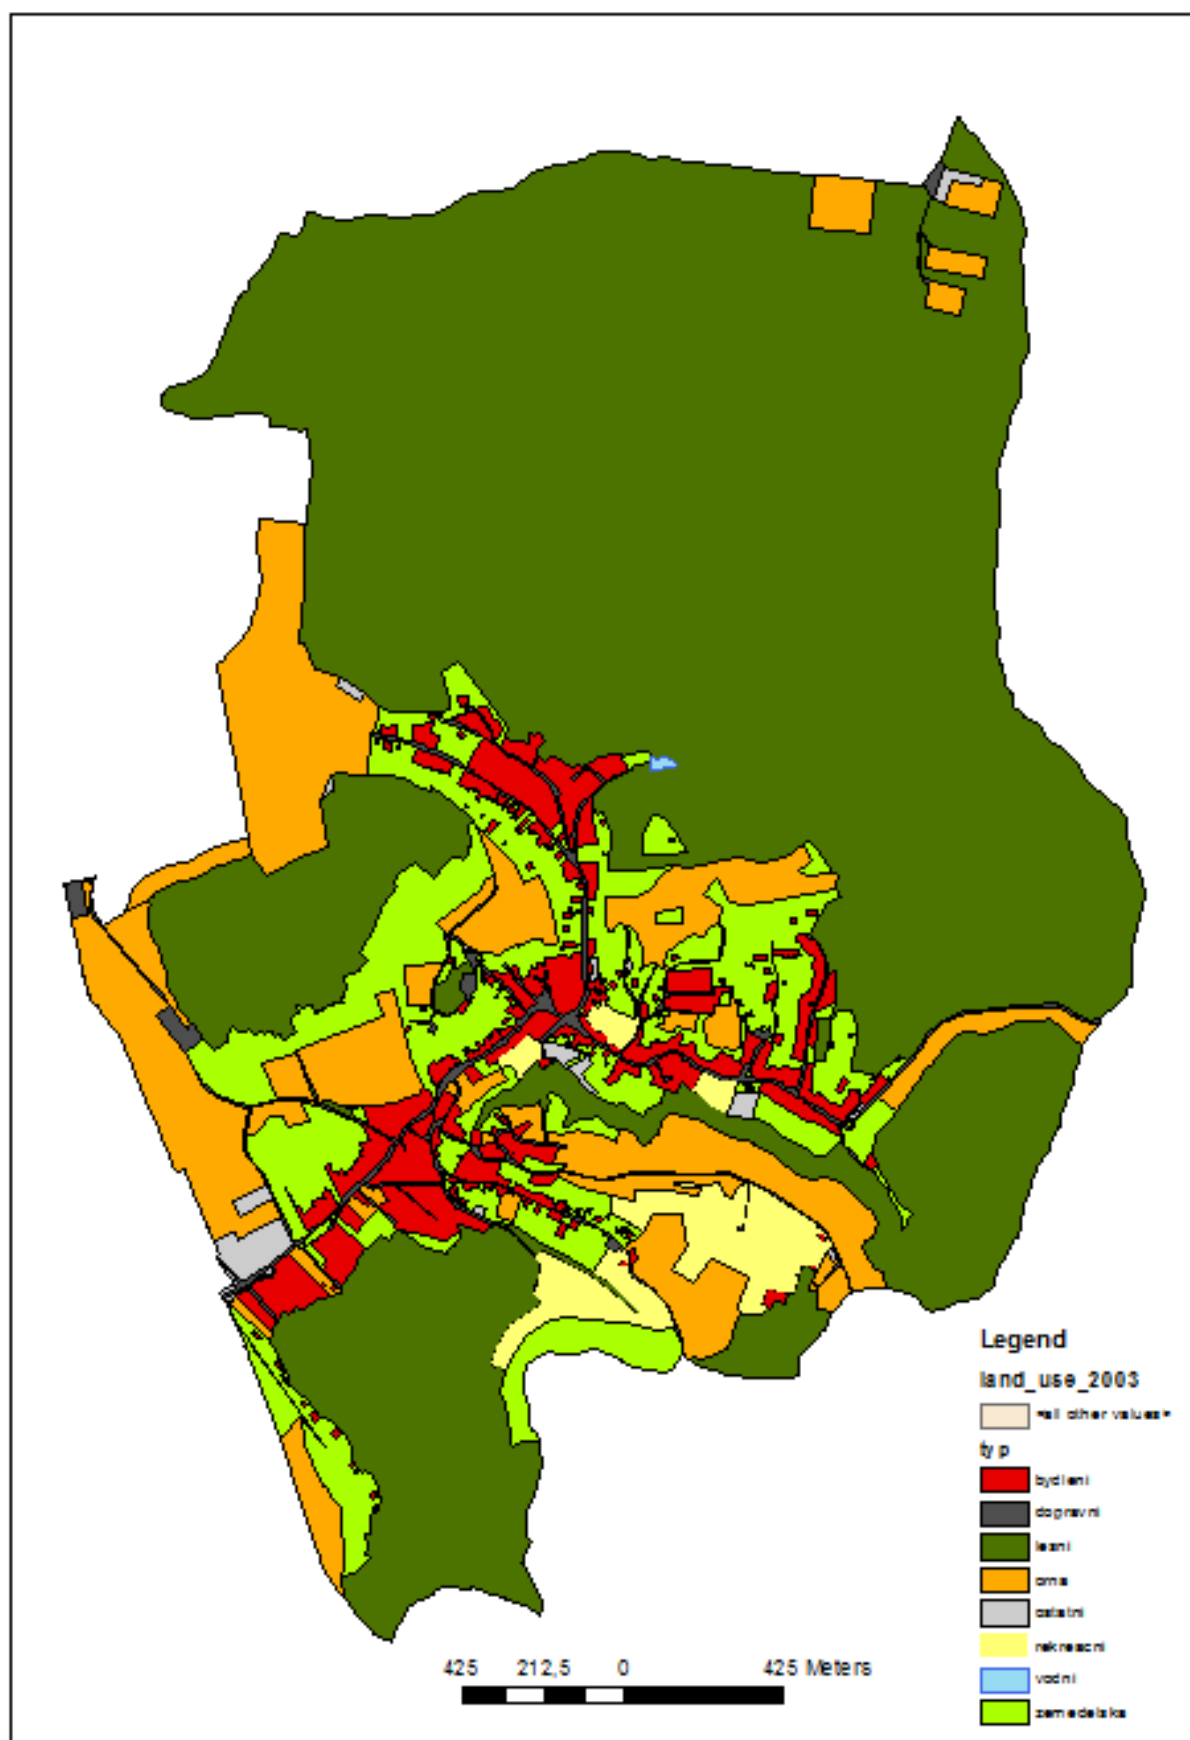 Legend
land_use_2003
<all other values>
typ
bydleni
dopravni
lesni
orna
ostatni
rekreacni
vodni
zemedelska
425 212,5 0 425 Meters